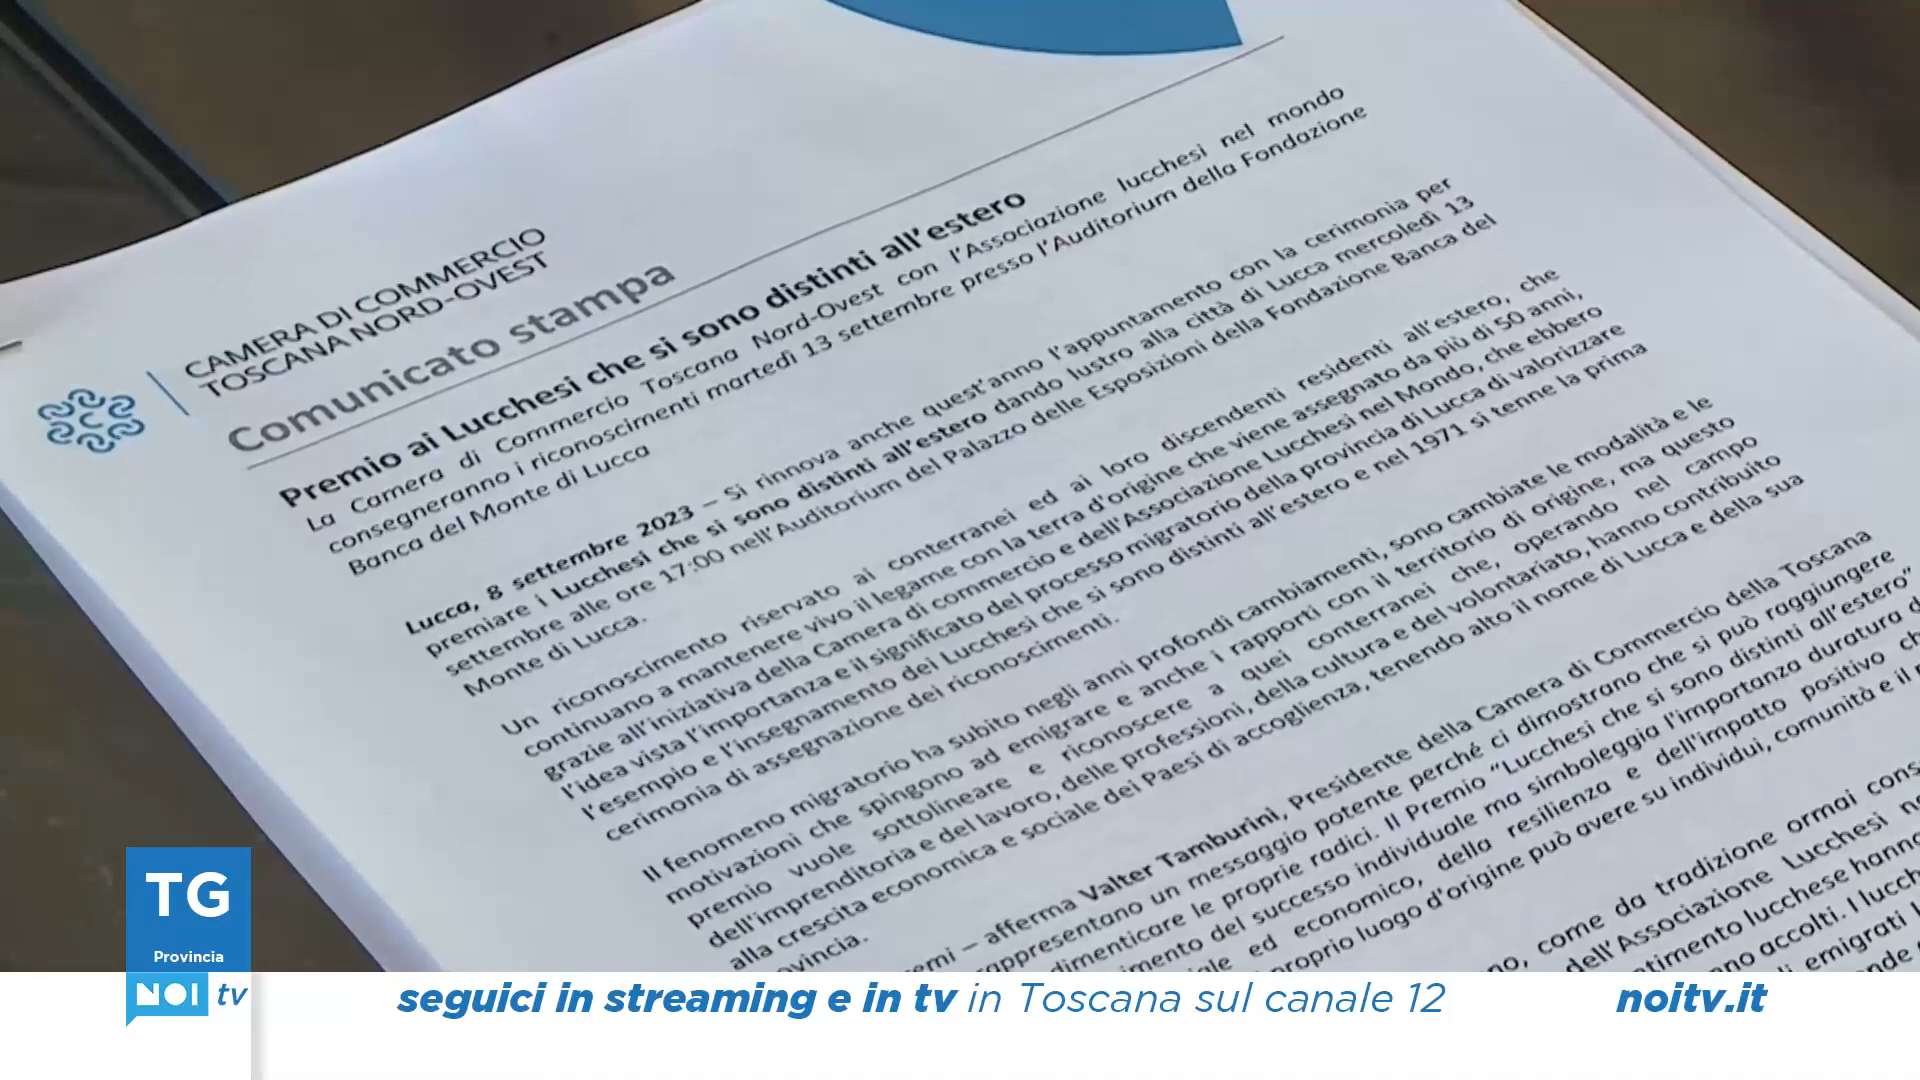 CAMERA DI COMMERCIO
TOSCANA NORD-OVEST
Comunicato stampa
Premio ai Lucchesi che si sono distinti all'estero
La Camera di Commercio Toscana Nord-Ovest con l'Associazione lucchesi nel mondo
consegneranno i riconoscimenti martedì 13 settembre presso l'Auditorium della Fondazione
Banca del Monte di Lucca
Lucca, 8 settembre 2023 – Si rinnova anche quest'anno l'appuntamento con la cerimonia per
premiare i Lucchesi che si sono distinti all'estero dando lustro alla città di Lucca mercoledì 13
settembre alle ore 17:00 nell'Auditorium del Palazzo delle Esposizioni della Fondazione Banca del
Monte di Lucca.
Un riconoscimento riservato ai conterranei ed ai loro discendenti residenti all'estero, che
continuano a mantenere vivo il legame con la terra d'origine che viene assegnato da più di 50 anni,
grazie all'iniziativa della Camera di commercio e dell'Associazione Lucchesi nel Mondo, che ebbero
l'idea vista l'importanza e il significato del processo migratorio della provincia di Lucca di valorizzare
l'esempio e l'insegnamento dei Lucchesi che si sono distinti all'estero e nel 1971 si tenne la prima
cerimonia di assegnazione dei riconoscimenti.
Il fenomeno migratorio ha subito negli anni profondi cambiamenti, sono cambiate le modalità e le
motivazioni che spingono ad emigrare e anche i rapporti con il territorio di origine, ma questo
premio vuole sottolineare e riconoscere a quei conterranei che, operando nel campo
dell'imprenditoria e del lavoro, delle professioni, della cultura e del volontariato, hanno contribuito
alla crescita economica e sociale dei Paesi di accoglienza, tenendo alto il nome di Lucca e della sua
ovincia.
emi – afferma Valter Tamburini, Presidente della Camera di Commercio della Toscana
rappresentano un messaggio potente perché ci dimostrano che si può raggiungere
dimenticare le proprie radici. Il Premio "Lucchesi che si sono distinti all'estero"
imento del successo individuale ma simboleggia l'importanza duratura d
iale ed economico, della resilienza e dell'impatto positivo ch
proprio luogo d'origine può avere su individui, comunità e il
no, come da tradizione ormai cons
dell'Associazione Lucchesi n
ntimento lucchese hanno
no accolti. I lucch
emigrati
TG
Provincia
NOI tv
seguici in streaming e in tv in Toscana sul canale 12
noitv.it